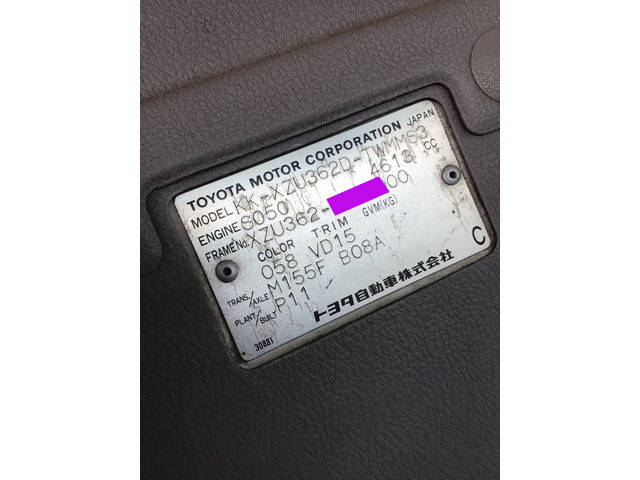 TOYOTA MOTOR CORPORATION JAPAN
MODEL KK-XZU362D-TWMMS3
ENGINE S050 4613 CC
FRAME No. XZU362- 00
COLOR TRIM GVM(KG)
058 VD15
TRANS./AXLE M155F B08A
PLANT/BUILT P11
トヨタ自動車株式会社 C
30881